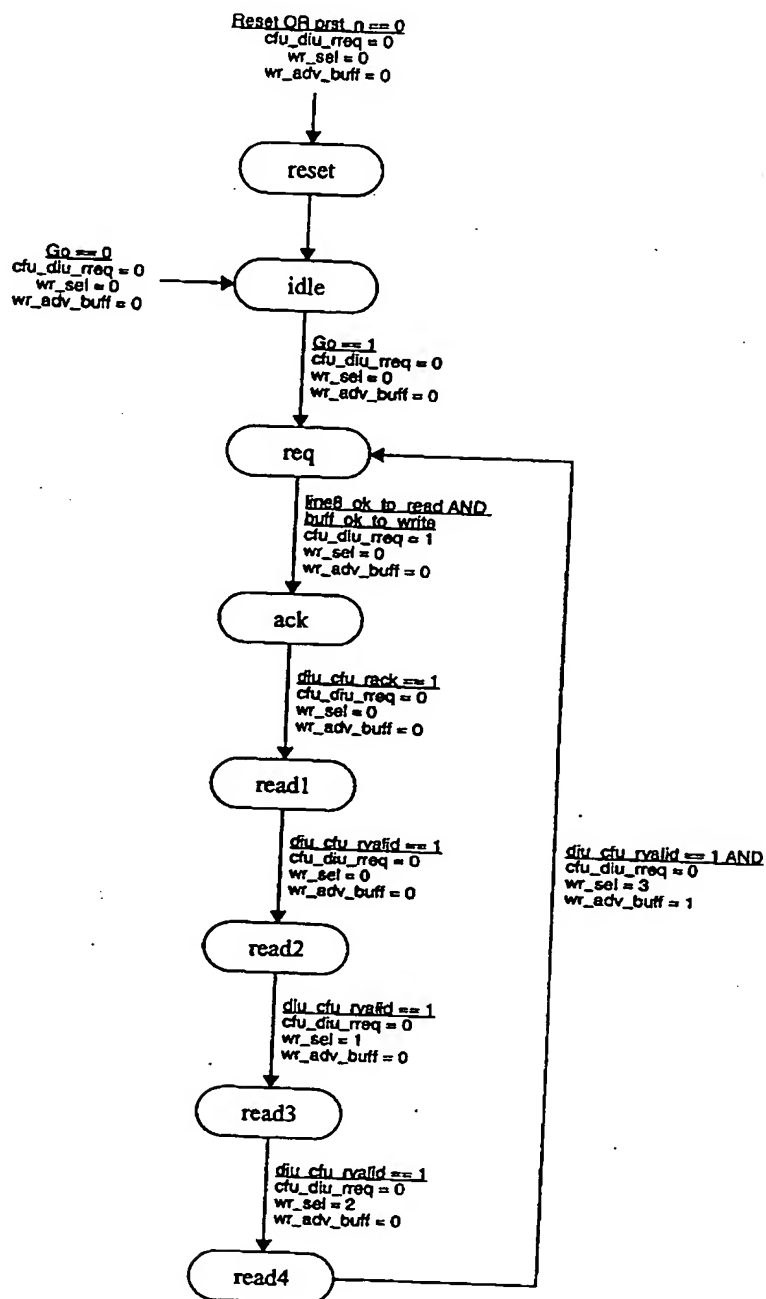 Reset OR prst_n == 0
cfu_diu_rreq = 0
wr_sel = 0
wr_adv_buff = 0
reset
Go == 0
cfu_diu_rreq = 0
wr_sel = 0
wr_adv_buff = 0
idle
Go == 1
cfu_diu_rreq = 0
wr_sel = 0
wr_adv_buff = 0
req
line8_ok_to_read AND
buff_ok_to_write
cfu_diu_rreq = 1
wr_sel = 0
wr_adv_buff = 0
ack
diu_cfu_rack == 1
cfu_diu_rreq = 0
wr_sel = 0
wr_adv_buff = 0
read1
diu_cfu_rvalid == 1
cfu_diu_rreq = 0
wr_sel = 0
wr_adv_buff = 0
diu_cfu_rvalid == 1 AND
cfu_diu_rreq = 0
wr_sel = 3
wr_adv_buff = 1
read2
diu_cfu_rvalid == 1
cfu_diu_rreq = 0
wr_sel = 1
wr_adv_buff = 0
read3
diu_cfu_rvalid == 1
cfu_diu_rreq = 0
wr_sel = 2
wr_adv_buff = 0
read4